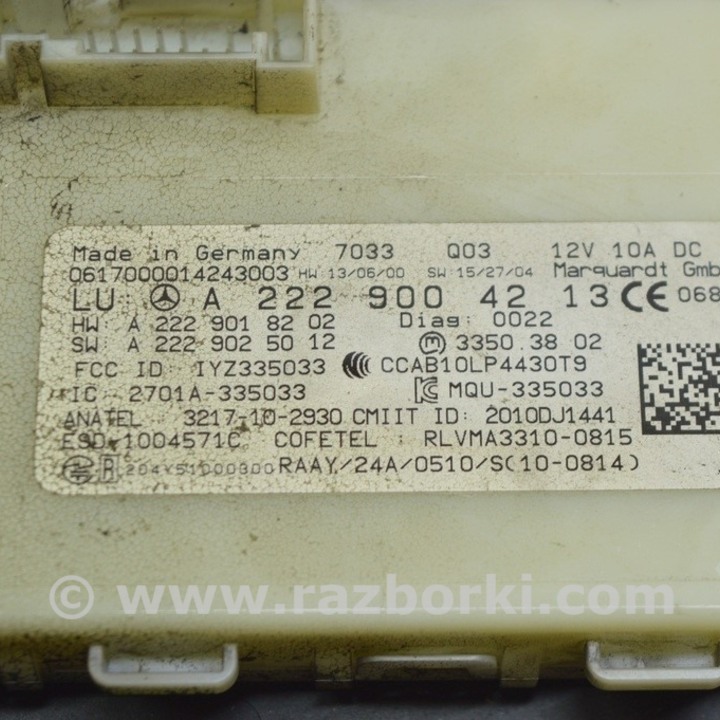 Made in Germany 7033 Q03 12V 10A DC
0617000014243003 HW 13/06/00 SW 15/27/04 Marquardt Gmb
LU A 222 900 42 13 CE 068
HW: A 222 901 82 02 Diag: 0022
SW: A 222 902 50 12 m 3350.38 02
FCC ID: IYZ335033 CCAB10LP4430T9
IC: 2701A-335033 MQU-335033
ANATEL 3217-10-2930 CMIIT ID: 2010DJ1441
ESD-1004571C COFETEL: RLVMA3310-0815
R 204X51000300 RAAY/24A/0510/S(10-0814)
© www.razborki.com